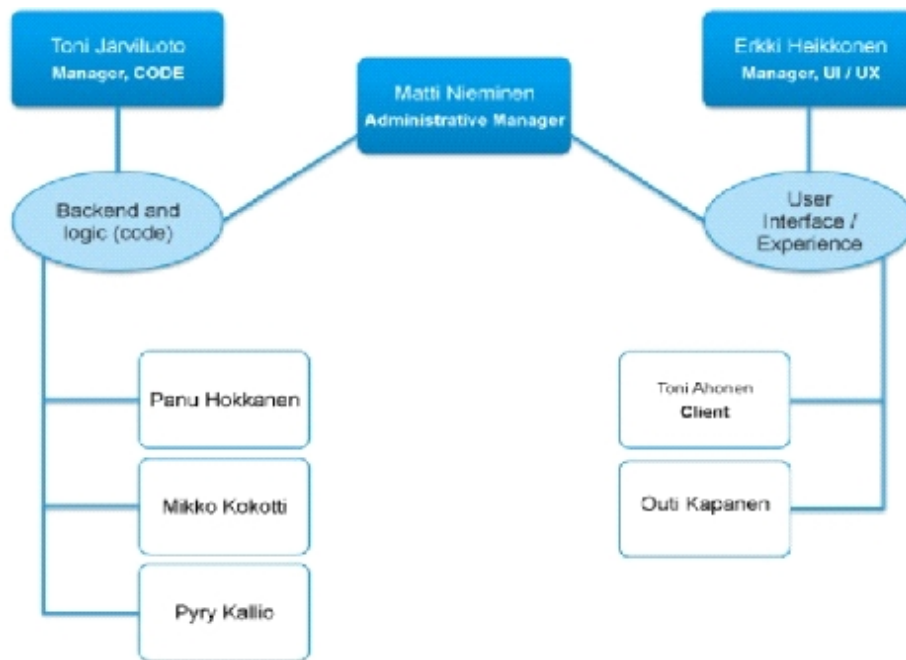 Toni Järviluoto
Manager, CODE
Matti Nieminen
Administrative Manager
Erkki Heikkonen
Manager, UI / UX
Backend and
logic (code)
User
Interface /
Experience
Panu Hokkanen
Mikko Kokotti
Pyry Kallio
Toni Ahonen
Client
Outi Kapanen